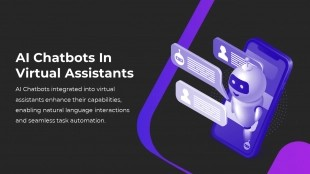 AI Chatbots In
Virtual Assistants
AI Chatbots integrated into virtual
assistants enhance their capabilities,
enabling natural language interactions
and seamless task automation.